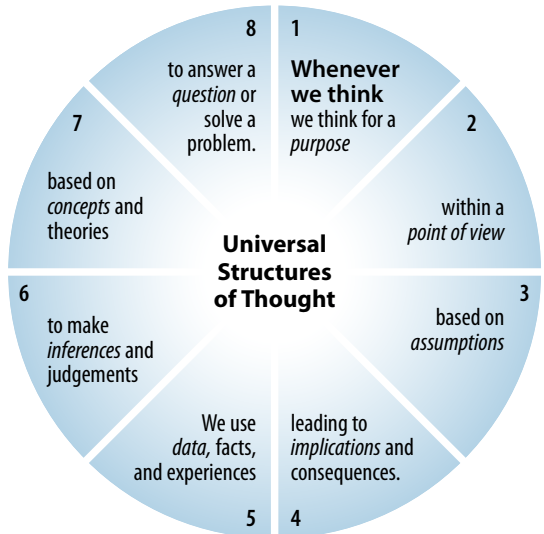 1
Whenever
we think
we think for a
purpose
2
within a
point of view
3
based on
assumptions
4
leading to
implications and
consequences.
5
We use
data, facts,
and experiences
6
to make
inferences and
judgements
7
based on
concepts and
theories
8
to answer a
question or
solve a
problem.
Universal
Structures
of Thought